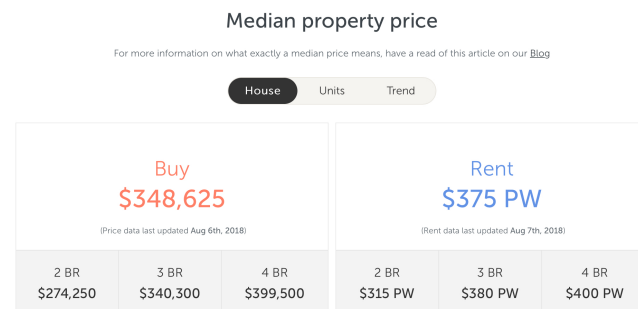 Median property price
For more information on what exactly a median price means, have a read of this article on our Blog
House Units Trend
Buy
$348,625
(Price data last updated Aug 6th, 2018)
2 BR 3 BR 4 BR
$274,250 $340,300 $399,500
Rent
$375 PW
(Rent data last updated Aug 7th, 2018)
2 BR 3 BR 4 BR
$315 PW $380 PW $400 PW